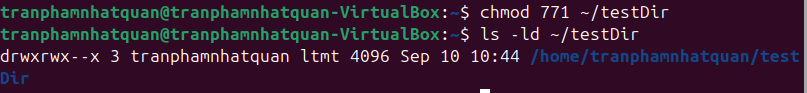 tranphamnhatquan@tranphamnhatquan-VirtualBox:~$ chmod 771 ~/testDir
tranphamnhatquan@tranphamnhatquan-VirtualBox:~$ ls -ld ~/testDir
drwxrwx--x 3 tranphamnhatquan ltmt 4096 Sep 10 10:44 /home/tranphamnhatquan/test
Dir